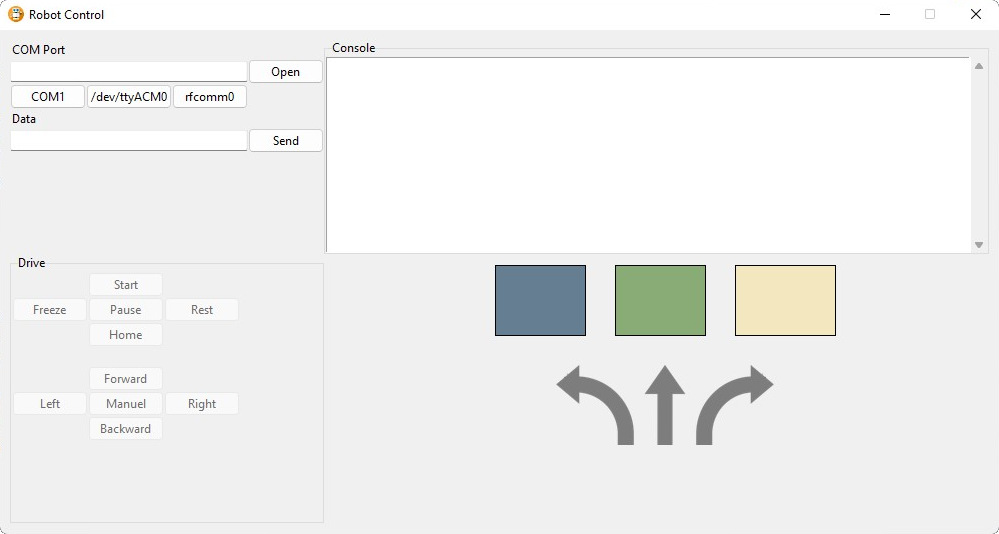 Robot Control
COM Port
Open
COM1 /dev/ttyACM0 rfcomm0
Data
Send
Console
Drive
Start
Freeze Pause Rest
Home
Forward
Left Manuel Right
Backward